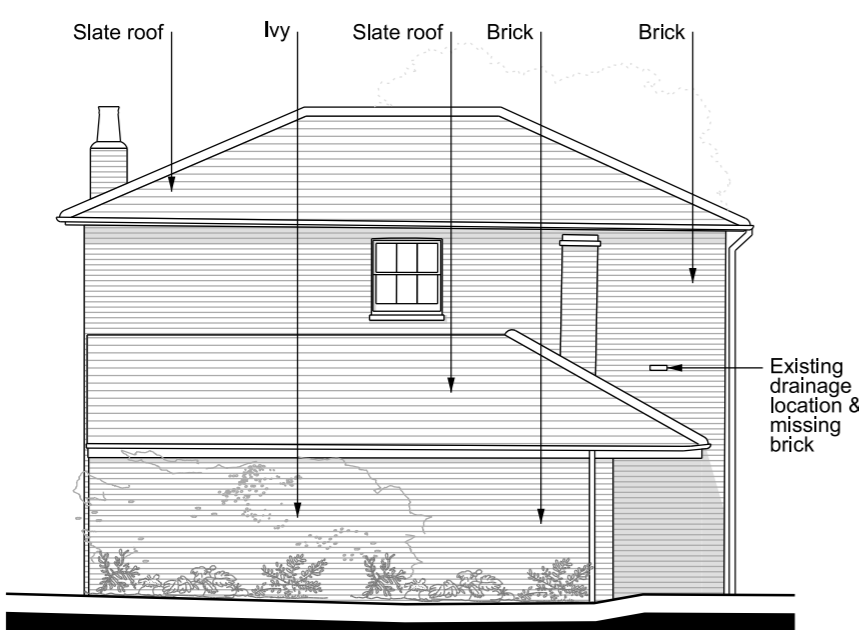 Slate roof
Ivy
Slate roof
Brick
Brick
Existing
drainage
location &
missing
brick